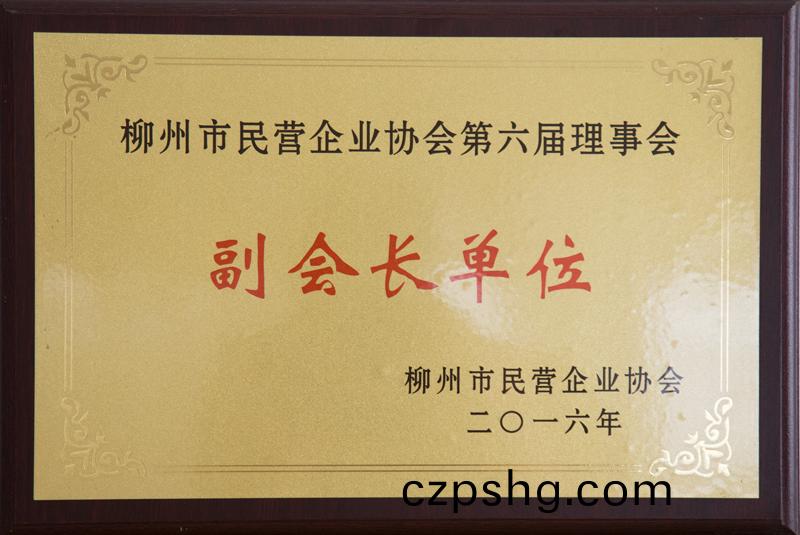 柳州市民营企业协会第六届理事会
副会长单位
柳州市民营企业协会
二〇一六年
czpshg.com